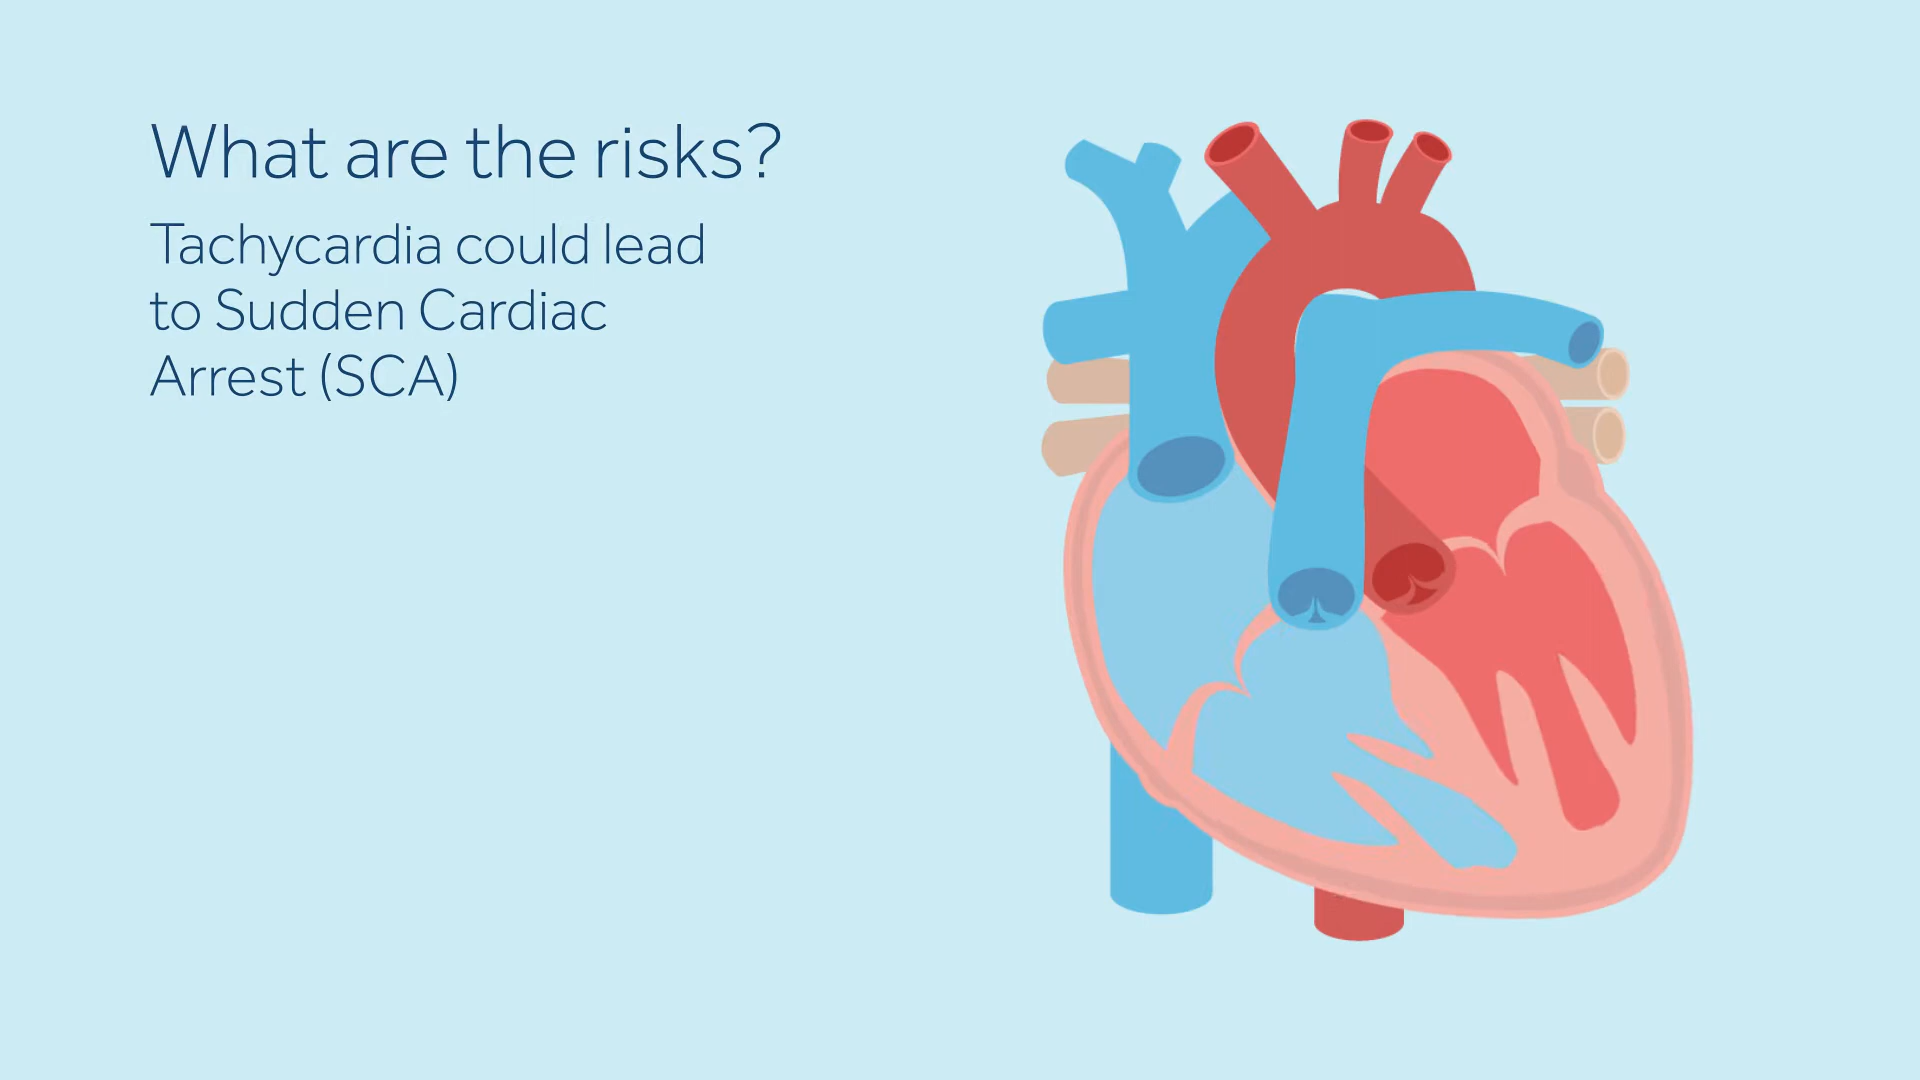 What are the risks?
Tachycardia could lead
to Sudden Cardiac
Arrest (SCA)